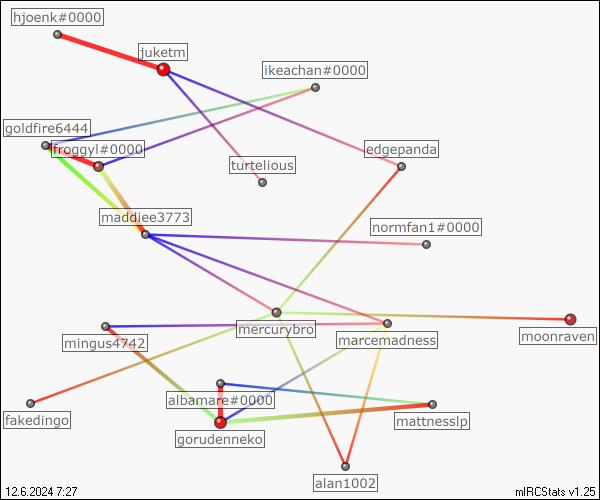 hjoenk#0000
juketm
ikeachan#0000
goldfire6444
froggyl#0000
edgepanda
turtelious
maddiee3773
normfan1#0000
mercurybro
moonraven
marcemadness
mingus4742
albamare#0000
fakedingo
mattnesslp
gorudenneko
alan1002
12.6.2024 7:27
mIRCStats v1.25